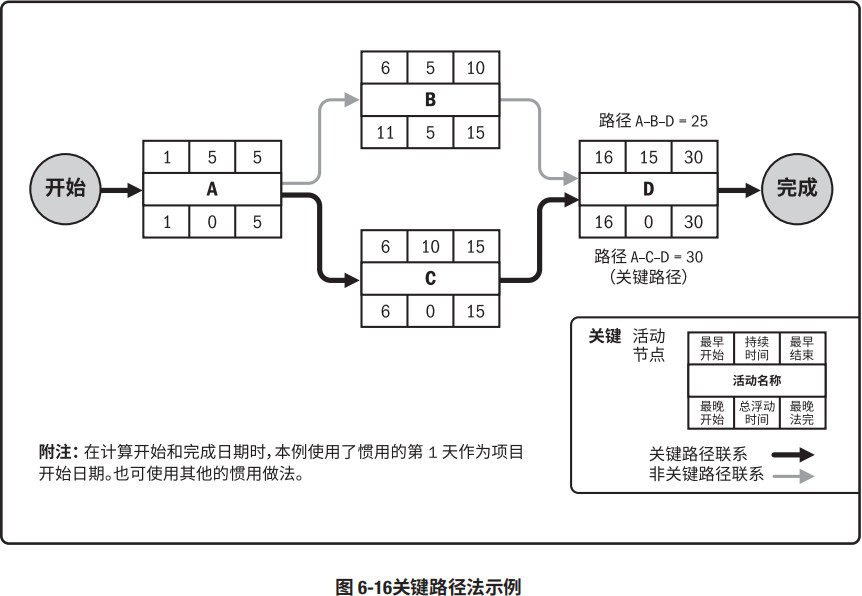 6 5 10
B
11 5 15
路径 A–B–D = 25
1 5 5
A
1 0 5
开始
16 15 30
D
16 0 30
完成
6 10 15
C
6 0 15
路径 A–C–D = 30
（关键路径）
关键 活动
节点
最早
开始
持续
时间
最早
结束
活动名称
最晚
开始
总浮动
时间
最晚
法完
关键路径联系
非关键路径联系
附注：在计算开始和完成日期时，本例使用了惯用的第 1 天作为项目
开始日期。也可使用其他的惯用做法。
图 6-16关键路径法示例